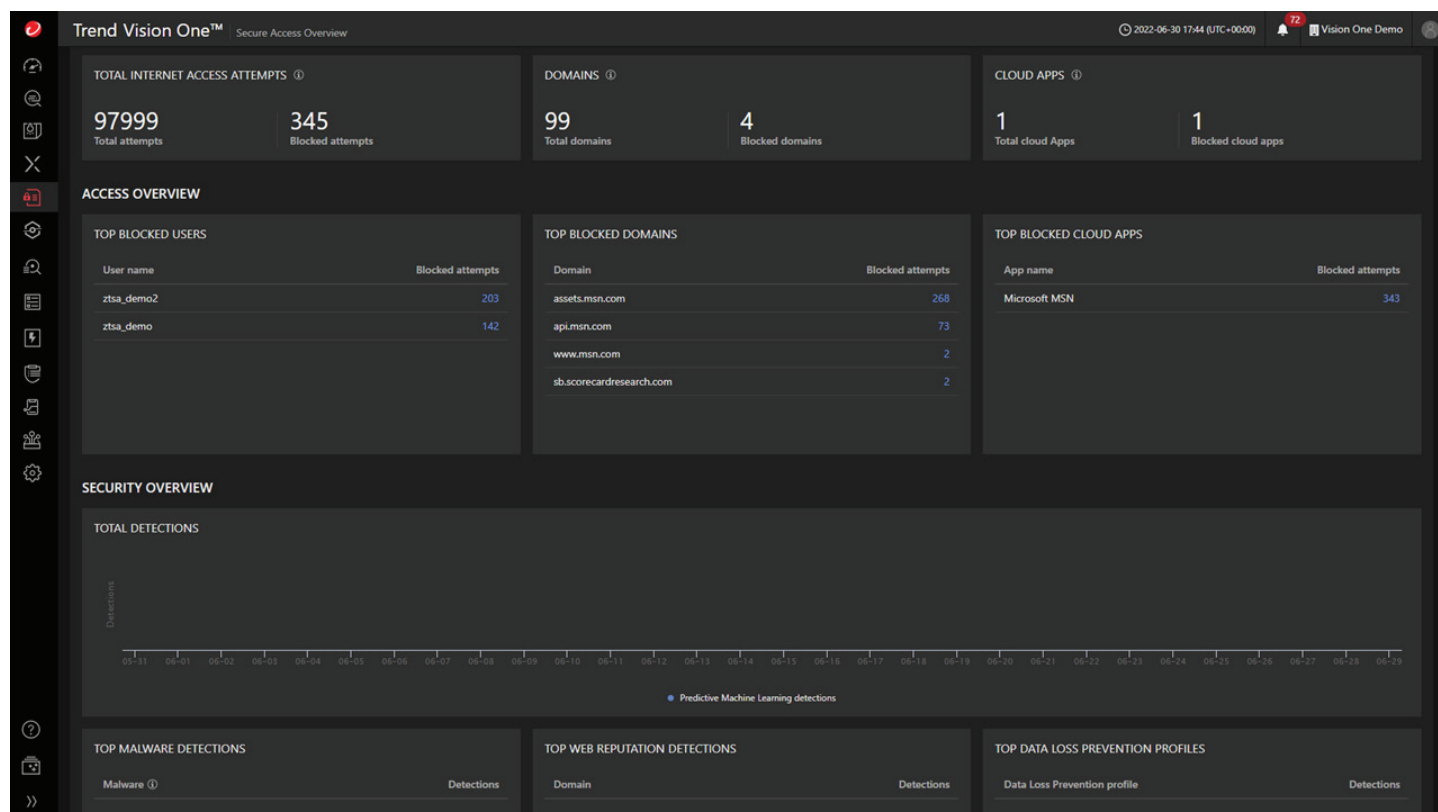 Trend Vision One™ Secure Access Overview 2022-06-30 17:44 (UTC+00:00) 72 Vision One Demo
TOTAL INTERNET ACCESS ATTEMPTS
97999 345
Total attempts Blocked attempts
DOMAINS
99 4
Total domains Blocked domains
CLOUD APPS
1 1
Total cloud Apps Blocked cloud apps
ACCESS OVERVIEW
TOP BLOCKED USERS
User name Blocked attempts
ztsa_demo2 203
ztsa_demo 142
TOP BLOCKED DOMAINS
Domain Blocked attempts
assets.msn.com 268
api.msn.com 73
www.msn.com 2
sb.scorecardresearch.com 2
TOP BLOCKED CLOUD APPS
App name Blocked attempts
Microsoft MSN 343
SECURITY OVERVIEW
TOTAL DETECTIONS
Detections
05-31 06-01 06-02 06-03 06-04 06-05 06-06 06-07 06-08 06-09 06-10 06-11 06-12 06-13 06-14 06-15 06-16 06-17 06-18 06-19 06-20 06-21 06-22 06-23 06-24 06-25 06-26 06-27 06-28 06-29
Predictive Machine Learning detections
TOP MALWARE DETECTIONS
Malware Detections
TOP WEB REPUTATION DETECTIONS
Domain Detections
TOP DATA LOSS PREVENTION PROFILES
Data Loss Prevention profile Detections